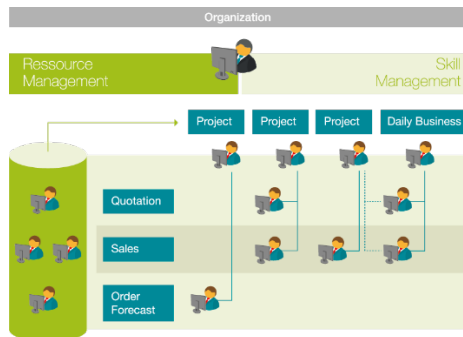 Organization
Ressource
Management
Skill
Management
Project
Project
Project
Daily Business
Quotation
Sales
Order
Forecast